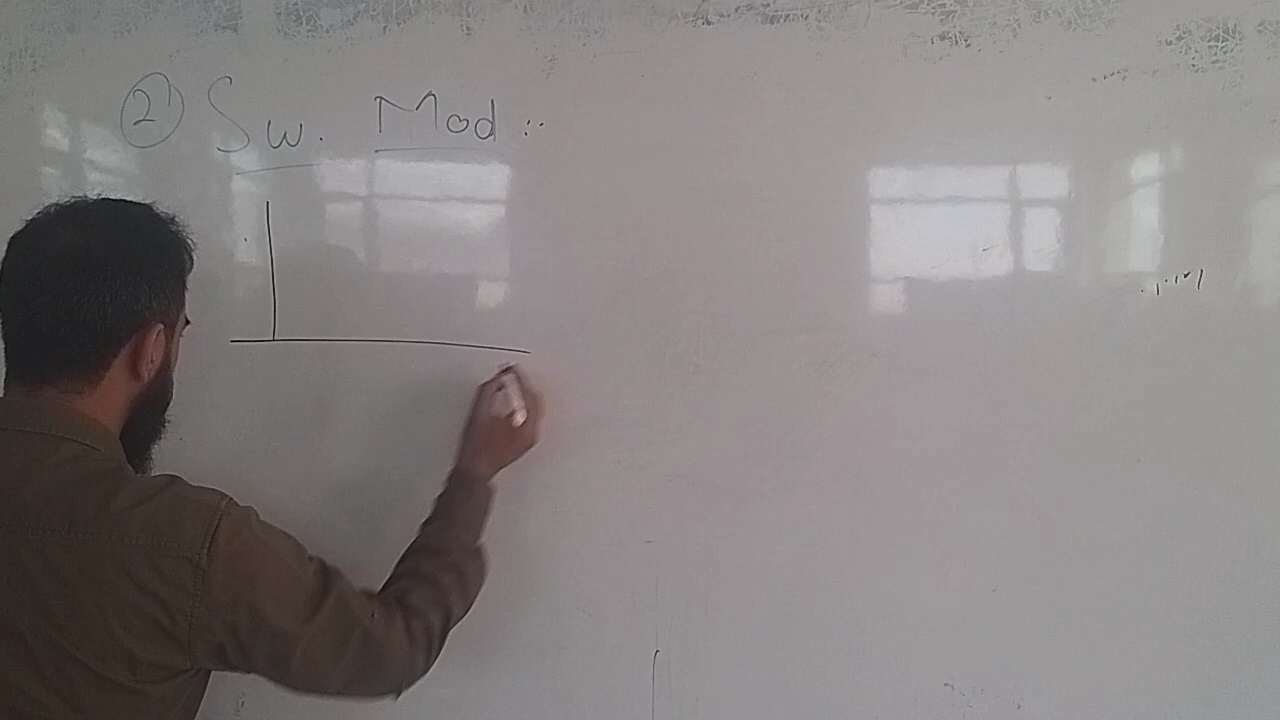 ② Sw. Mod :-